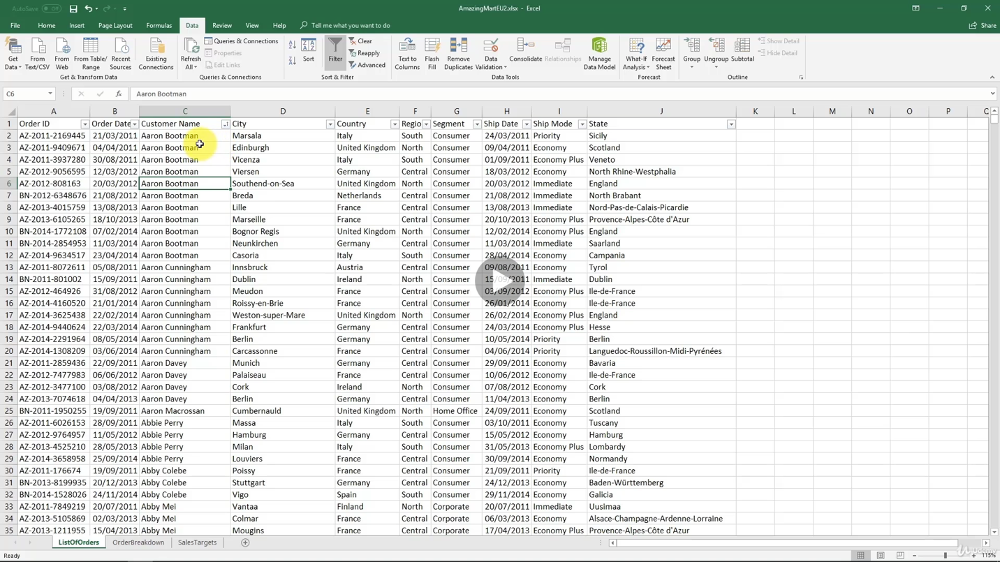 AutoSave Off AmazingMartEU2.xlsx - Excel
File Home Insert Page Layout Formulas Data Review View Help Tell me what you want to do Share
Get Data From Text/CSV From Web From Table/ Range Recent Sources Existing Connections
Get & Transform Data
Refresh All Queries & Connections Properties Edit Links
Queries & Connections
Sort Filter Clear Reapply Advanced
Sort & Filter
Text to Columns Flash Fill Remove Duplicates Data Validation Consolidate Relationships Manage Data Model
Data Tools
What-If Analysis Forecast Sheet
Forecast
Group Ungroup Subtotal Show Detail Hide Detail
Outline
C6 fx Aaron Bootman
A B C D E F G H I J K L M N O P
1 Order ID Order Date Customer Name City Country Regio Segment Ship Date Ship Mode State
2 AZ-2011-2169445 21/03/2011 Aaron Bootman Marsala Italy South Consumer 24/03/2011 Priority Sicily
3 AZ-2011-9409671 04/04/2011 Aaron Bootman Edinburgh United Kingdom North Consumer 09/04/2011 Economy Scotland
4 AZ-2011-3937280 30/08/2011 Aaron Bootman Vicenza Italy South Consumer 01/09/2011 Economy Plus Veneto
5 AZ-2012-9056595 12/03/2012 Aaron Bootman Viersen Germany Central Consumer 18/03/2012 Economy North Rhine-Westphalia
6 AZ-2012-808163 20/03/2012 Aaron Bootman Southend-on-Sea United Kingdom North Consumer 20/03/2012 Immediate England
7 BN-2012-6348676 21/08/2012 Aaron Bootman Breda Netherlands Central Consumer 21/08/2012 Immediate North Brabant
8 AZ-2013-4015759 13/08/2013 Aaron Bootman Lille France Central Consumer 13/08/2013 Immediate Nord-Pas-de-Calais-Picardie
9 AZ-2013-6105265 18/10/2013 Aaron Bootman Marseille France Central Consumer 20/10/2013 Economy Plus Provence-Alpes-Côte d'Azur
10 BN-2014-1772108 07/02/2014 Aaron Bootman Bognor Regis United Kingdom North Consumer 12/02/2014 Economy Plus England
11 BN-2014-2854953 11/03/2014 Aaron Bootman Neunkirchen Germany Central Consumer 11/03/2014 Immediate Saarland
12 AZ-2014-9634517 23/04/2014 Aaron Bootman Casoria Italy South Consumer 28/04/2014 Economy Campania
13 AZ-2011-8072611 05/08/2011 Aaron Cunningham Innsbruck Austria Central Consumer 09/08/2011 Economy Tyrol
14 BN-2011-801002 15/09/2011 Aaron Cunningham Dublin Ireland North Consumer 15/09/2011 Immediate Dublin
15 AZ-2012-464926 31/08/2012 Aaron Cunningham Meudon France Central Consumer 03/09/2012 Economy Plus Ile-de-France
16 AZ-2014-4160520 21/01/2014 Aaron Cunningham Roissy-en-Brie France Central Consumer 26/01/2014 Economy Ile-de-France
17 AZ-2014-3625438 22/02/2014 Aaron Cunningham Weston-super-Mare United Kingdom North Consumer 26/02/2014 Economy Plus England
18 AZ-2014-9440624 22/03/2014 Aaron Cunningham Frankfurt Germany Central Consumer 24/03/2014 Economy Plus Hesse
19 AZ-2014-2291964 08/05/2014 Aaron Cunningham Berlin Germany Central Consumer 10/05/2014 Priority Berlin
20 AZ-2014-1308209 03/06/2014 Aaron Cunningham Carcassonne France Central Consumer 04/06/2014 Priority Languedoc-Roussillon-Midi-Pyrénées
21 AZ-2011-2859436 22/09/2011 Aaron Davey Munich Germany Central Consumer 29/09/2011 Economy Bavaria
22 AZ-2012-7477983 06/06/2012 Aaron Davey Palaiseau France Central Consumer 10/06/2012 Economy Ile-de-France
23 AZ-2012-3477100 03/08/2012 Aaron Davey Cork Ireland North Consumer 07/08/2012 Economy Cork
24 AZ-2013-7074618 04/04/2013 Aaron Davey Berlin Germany Central Consumer 11/04/2013 Economy Berlin
25 BN-2011-1950255 19/09/2011 Aaron Macrossan Cumbernauld United Kingdom North Home Office 24/09/2011 Economy Scotland
26 AZ-2011-6026153 28/09/2011 Abbie Perry Massa Italy South Consumer 03/10/2011 Economy Tuscany
27 AZ-2012-9764957 11/05/2012 Abbie Perry Hamburg Germany Central Consumer 15/05/2012 Economy Hamburg
28 AZ-2013-4525210 28/05/2013 Abbie Perry Milan Italy South Consumer 31/05/2013 Economy Plus Lombardy
29 AZ-2014-3658958 25/09/2014 Abbie Perry Louviers France Central Consumer 30/09/2014 Economy Normandy
30 AZ-2011-176674 19/09/2011 Abby Colebe Poissy France Central Consumer 21/09/2011 Priority Ile-de-France
31 BN-2013-8199935 20/12/2013 Abby Colebe Stuttgart Germany Central Consumer 24/12/2013 Economy Baden-Württemberg
32 BN-2014-1528026 24/11/2014 Abby Colebe Vigo Spain South Consumer 29/11/2014 Economy Galicia
33 AZ-2011-7849219 20/07/2011 Abby Mei Vantaa Finland North Corporate 20/07/2011 Immediate Uusimaa
34 AZ-2013-5105869 02/03/2013 Abby Mei Colmar France Central Corporate 06/03/2013 Economy Alsace-Champagne-Ardenne-Lorraine
35 AZ-2013-1211955 15/04/2013 Abby Mei Mougins France Central Corporate 17/04/2013 Economy Provence-Alpes-Côte d'Azur
ListOfOrders OrderBreakdown SalesTargets
Ready 115%
Udemy